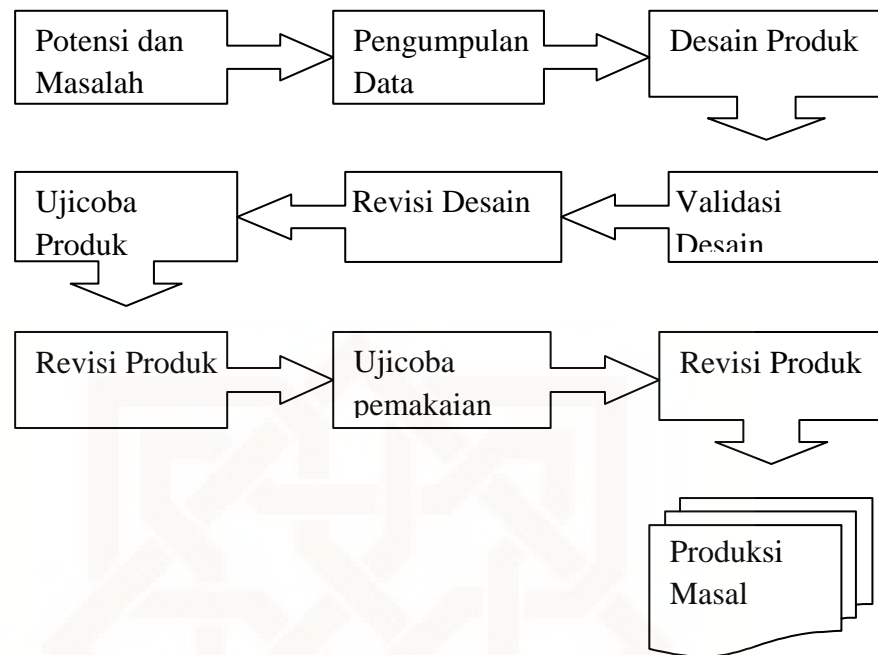 Potensi dan
Masalah
Pengumpulan
Data
Desain Produk
Validasi
Desain
Revisi Desain
Ujicoba
Produk
Revisi Produk
Ujicoba
pemakaian
Revisi Produk
Produksi
Masal